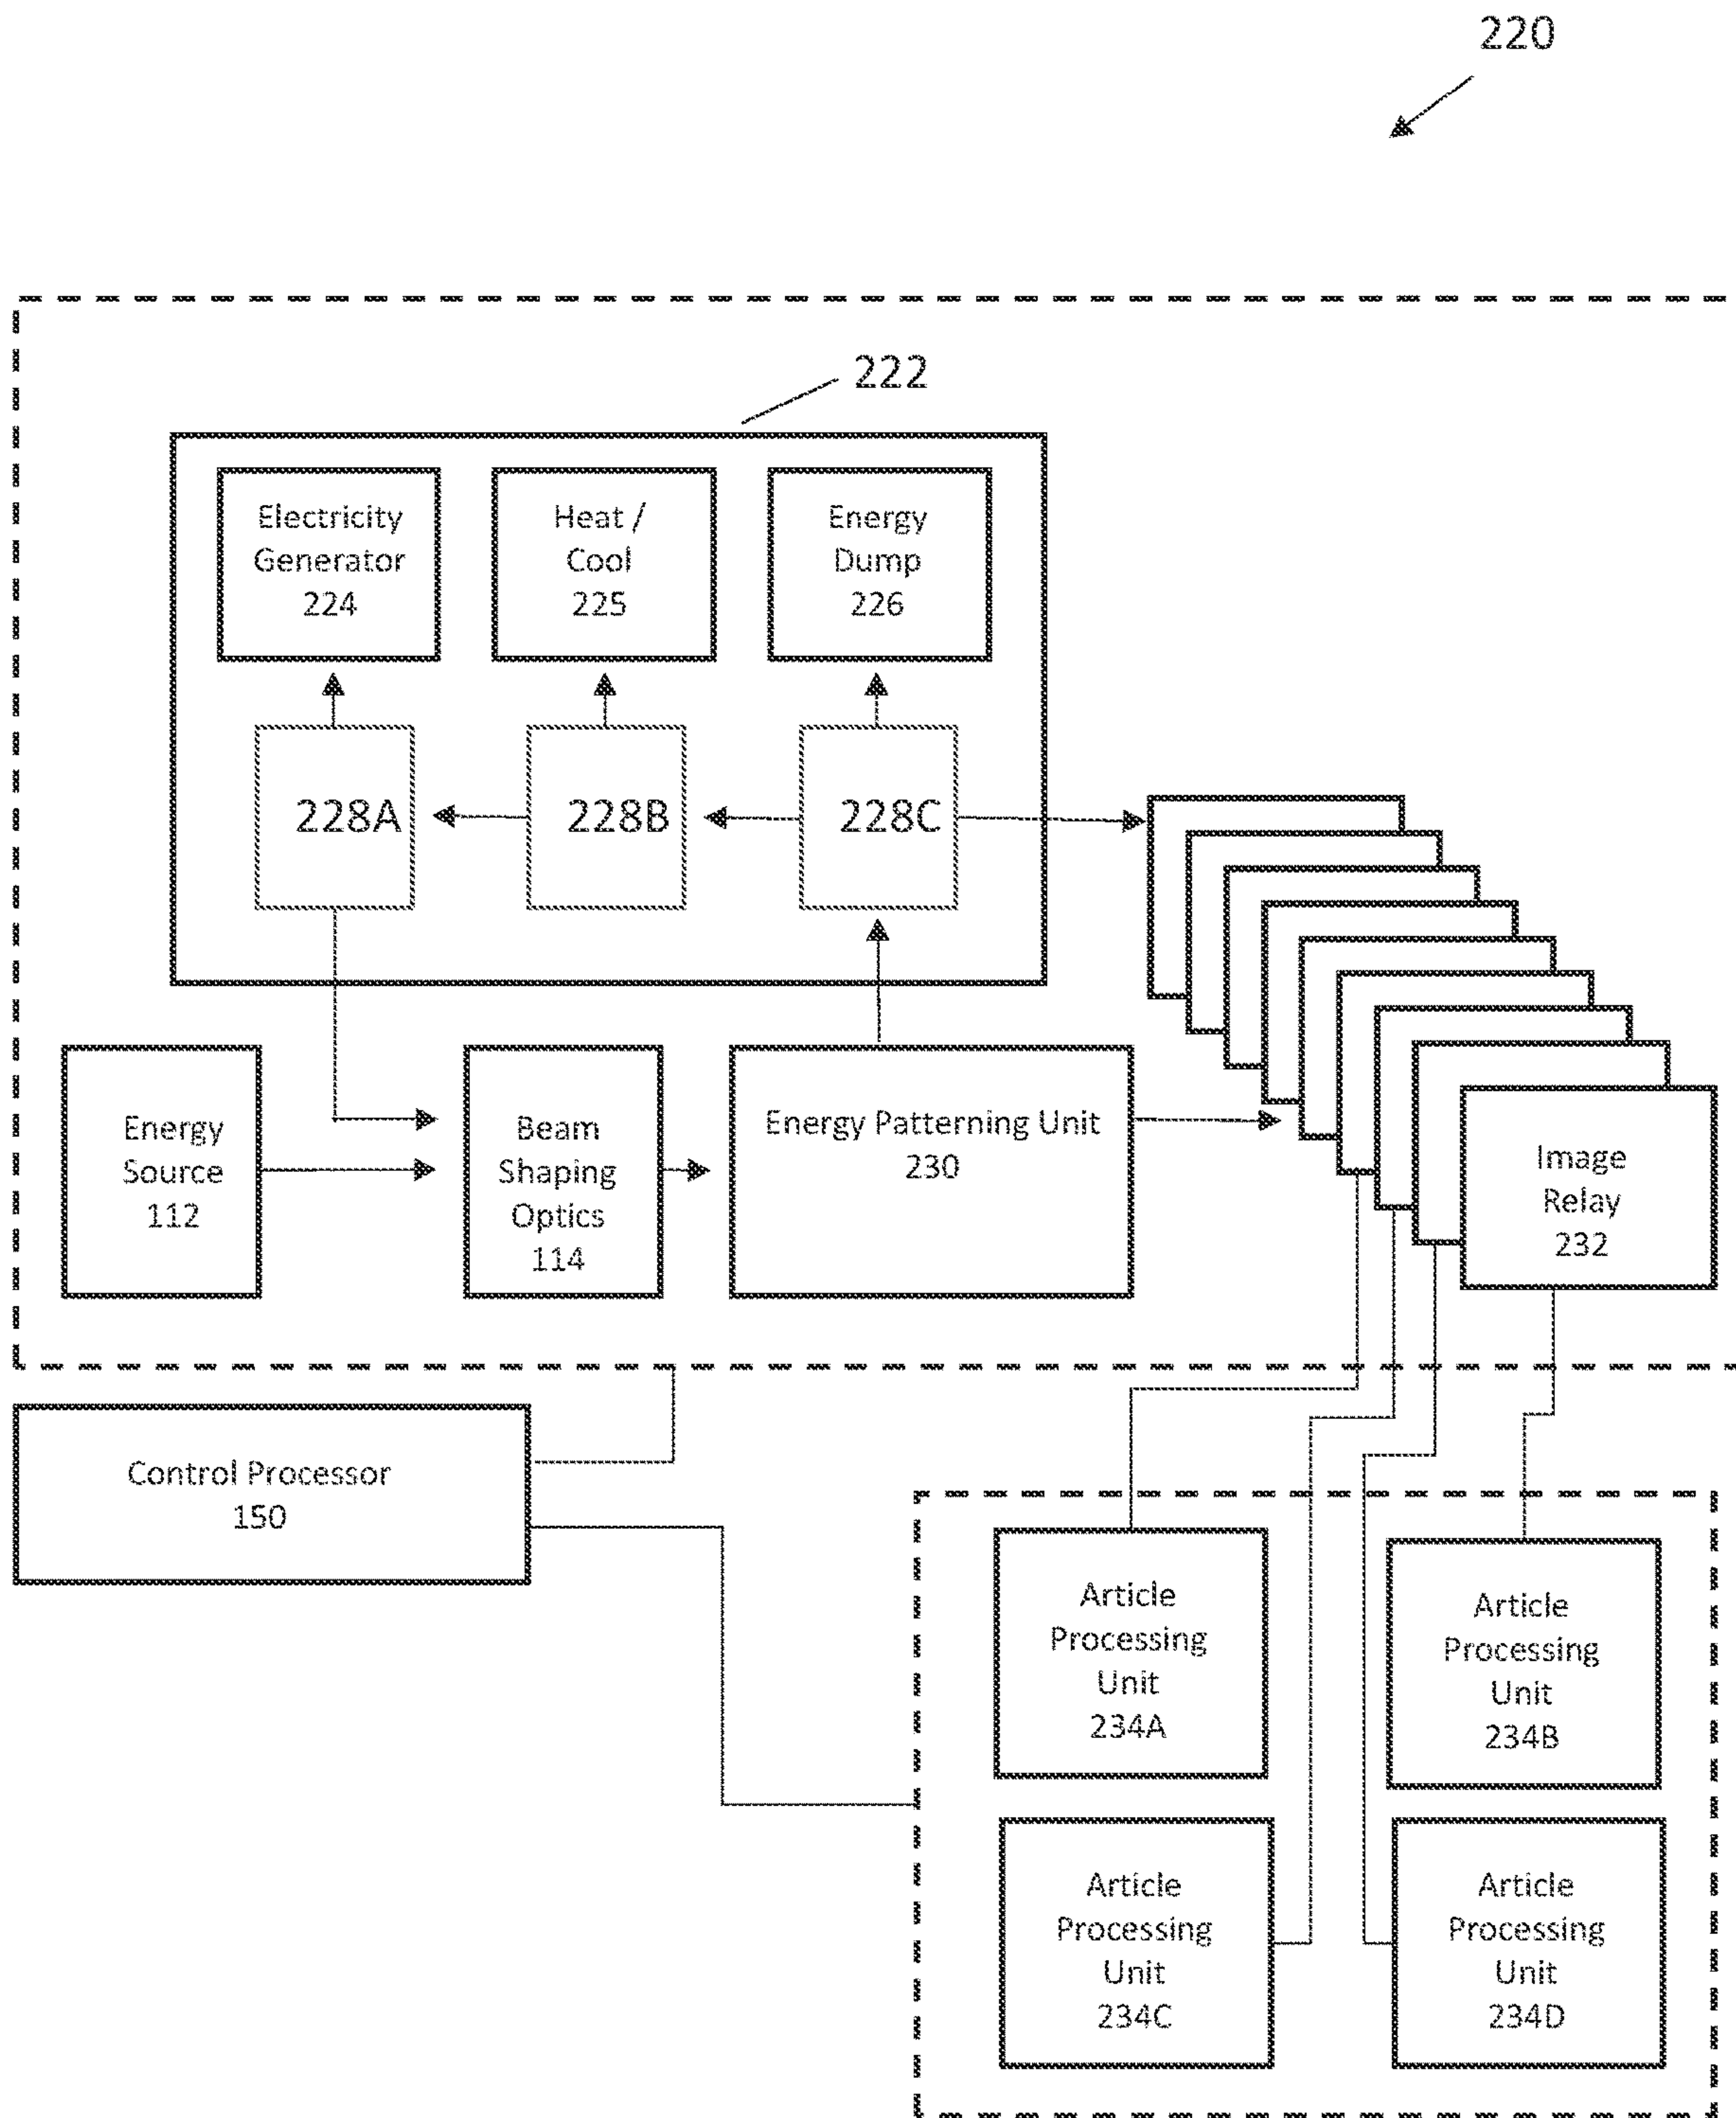 220
222
Electricity
Generator
224
Heat /
Cool
225
Energy
Dump
226
228A
228B
228C
Energy
Source
112
Beam
Shaping
Optics
114
Energy Patterning Unit
230
Image
Relay
232
Control Processor
150
Article
Processing
Unit
234A
Article
Processing
Unit
234B
Article
Processing
Unit
234C
Article
Processing
Unit
234D